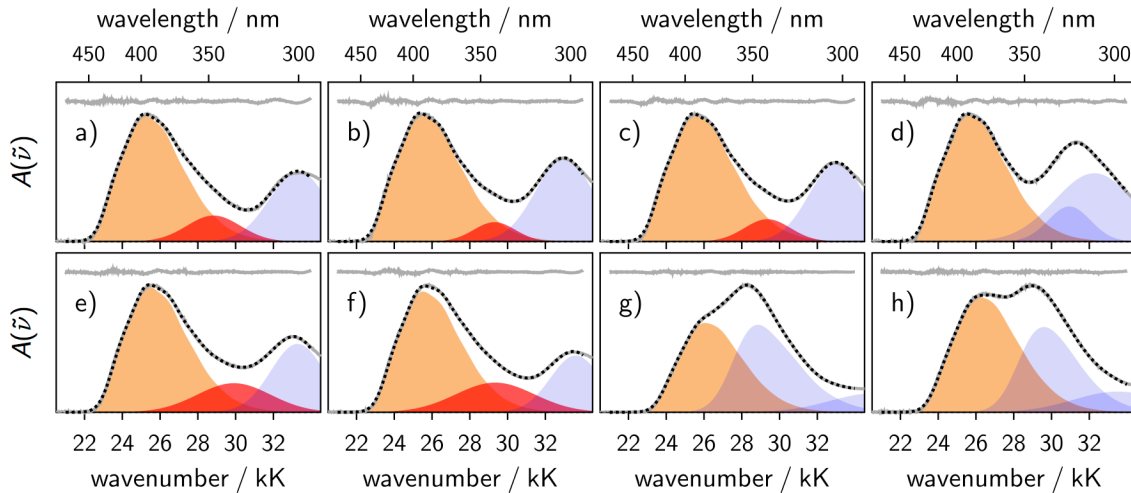 wavelength / nm wavelength / nm wavelength / nm wavelength / nm
450 400 350 300 450 400 350 300 450 400 350 300 450 400 350 300
A(ν̃) a) b) c) d)
A(ν̃) e) f) g) h)
22 24 26 28 30 32 22 24 26 28 30 32 22 24 26 28 30 32 22 24 26 28 30 32
wavenumber / kK wavenumber / kK wavenumber / kK wavenumber / kK